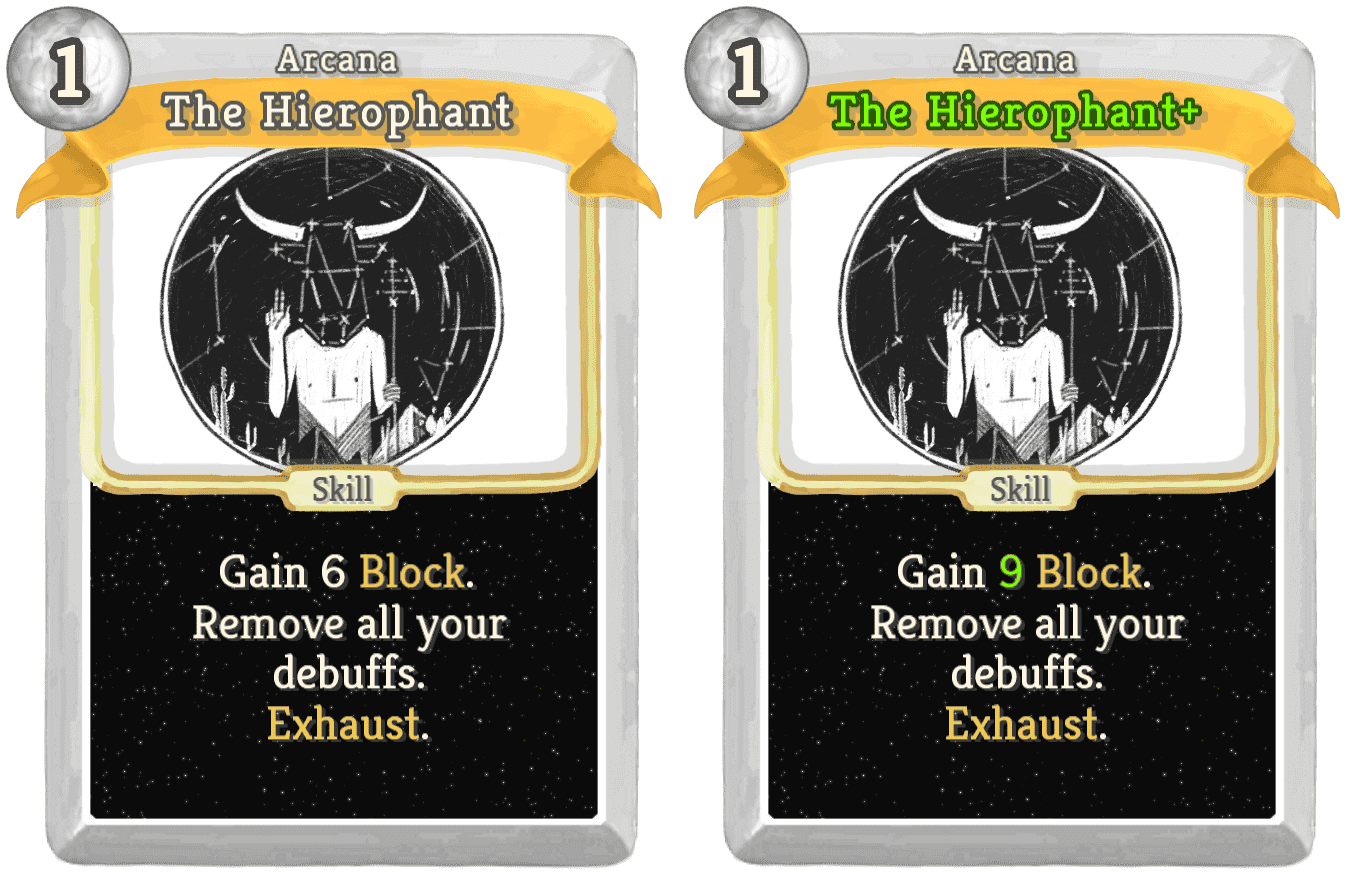 1
Arcana
The Hierophant
Skill
Gain 6 Block.
Remove all your
debuffs.
Exhaust.
1
Arcana
The Hierophant+
Skill
Gain 9 Block.
Remove all your
debuffs.
Exhaust.